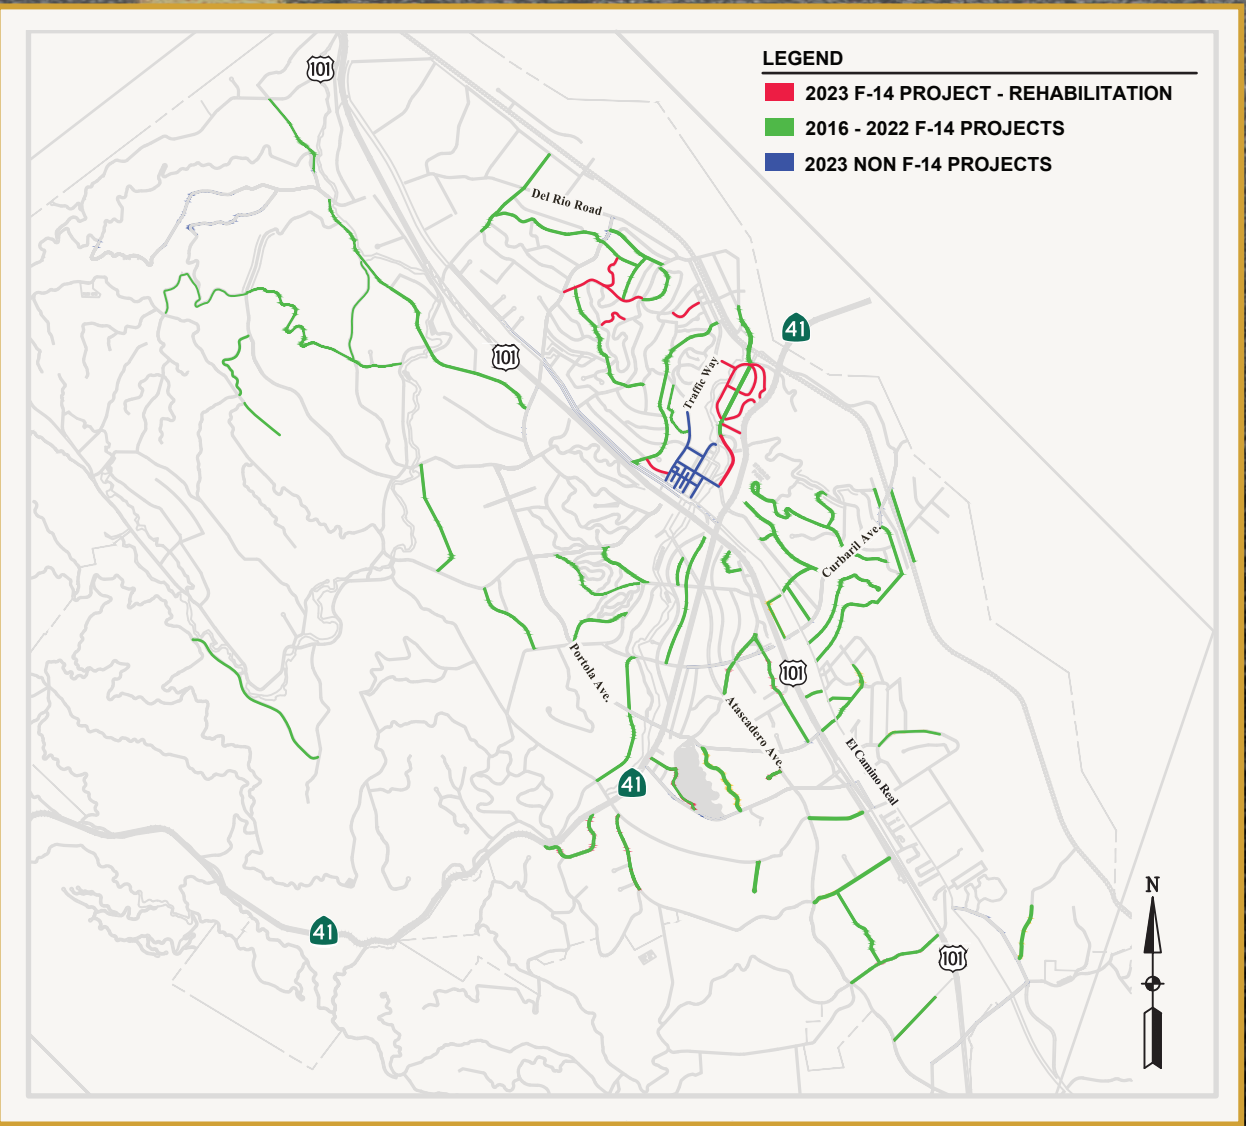 LEGEND
2023 F-14 PROJECT - REHABILITATION
2016 - 2022 F-14 PROJECTS
2023 NON F-14 PROJECTS
101
Del Rio Road
41
101
Traffic Way
Curbaril Ave.
Portola Ave.
101
Atascadero Ave.
El Camino Real
41
N
41
101